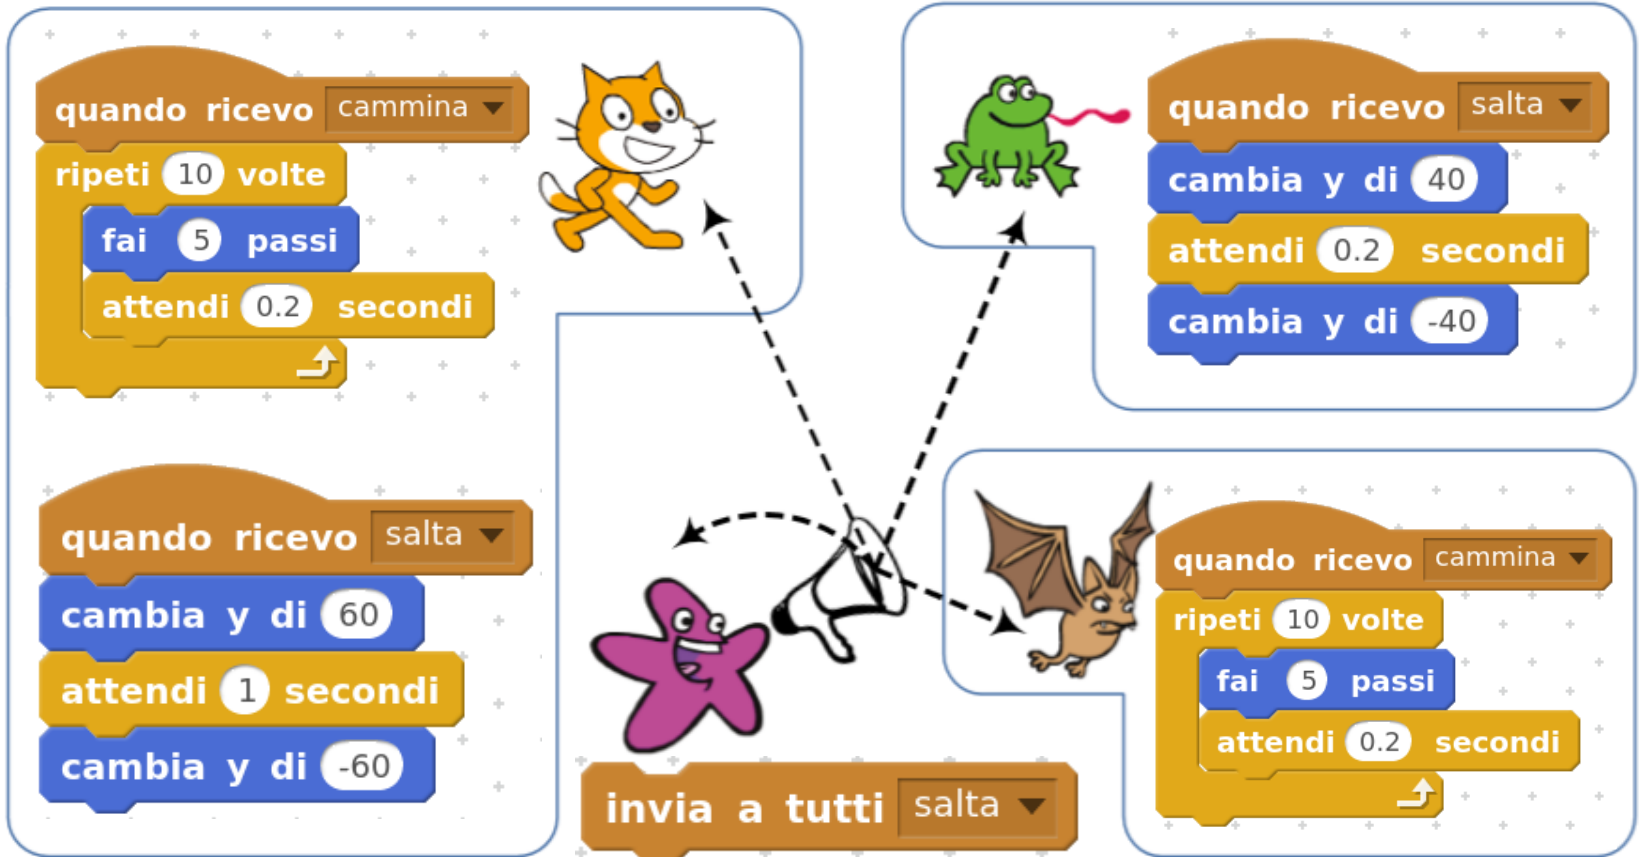 quando ricevo cammina
ripeti 10 volte
fai 5 passi
attendi 0.2 secondi
quando ricevo salta
cambia y di 60
attendi 1 secondi
cambia y di -60
quando ricevo salta
cambia y di 40
attendi 0.2 secondi
cambia y di -40
quando ricevo cammina
ripeti 10 volte
fai 5 passi
attendi 0.2 secondi
invia a tutti salta